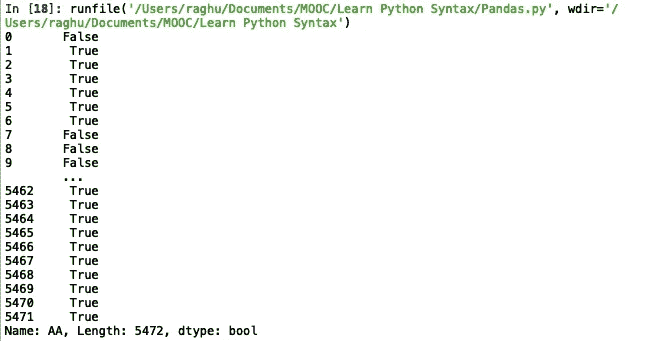 In [18]: runfile('/Users/raghu/Documents/MOOC/Learn Python Syntax/Pandas.py', wdir='/
Users/raghu/Documents/MOOC/Learn Python Syntax')
0       False
1        True
2        True
3        True
4        True
5        True
6        True
7       False
8       False
9       False
        ...
5462     True
5463     True
5464     True
5465     True
5466     True
5467     True
5468     True
5469     True
5470     True
5471     True
Name: AA, Length: 5472, dtype: bool